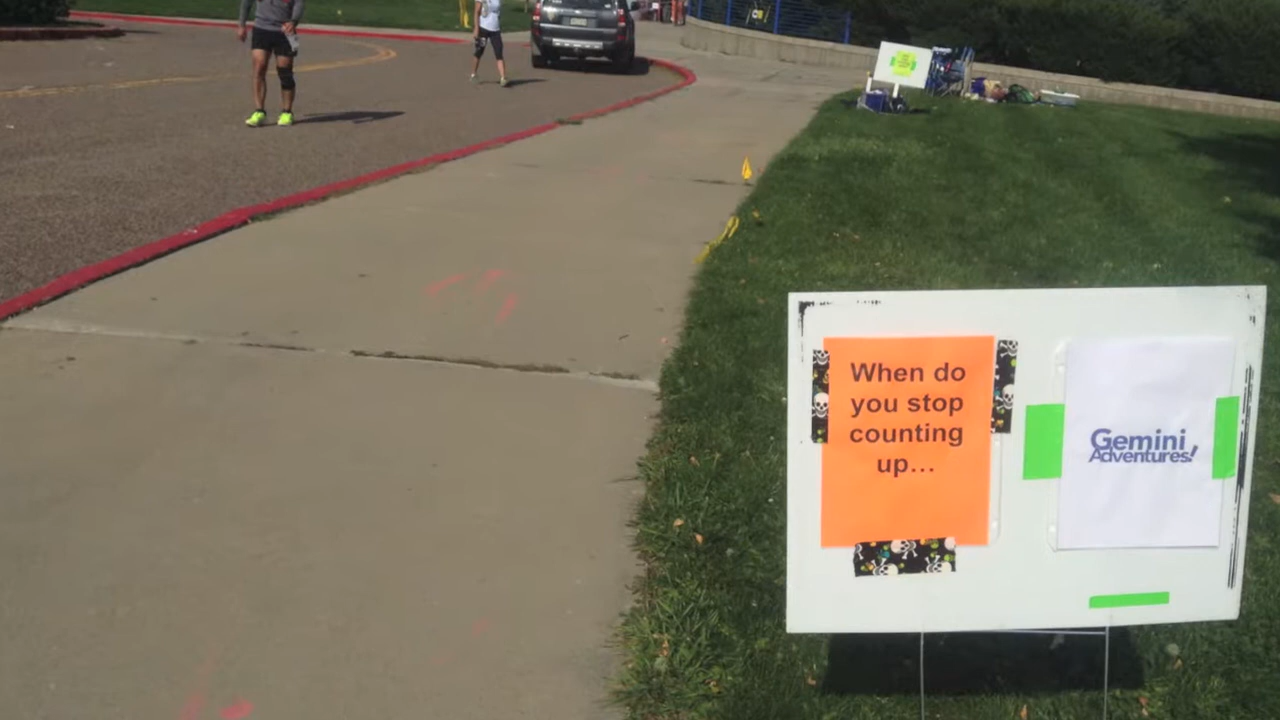 When do
you stop
counting
up...
Gemini
Adventures!